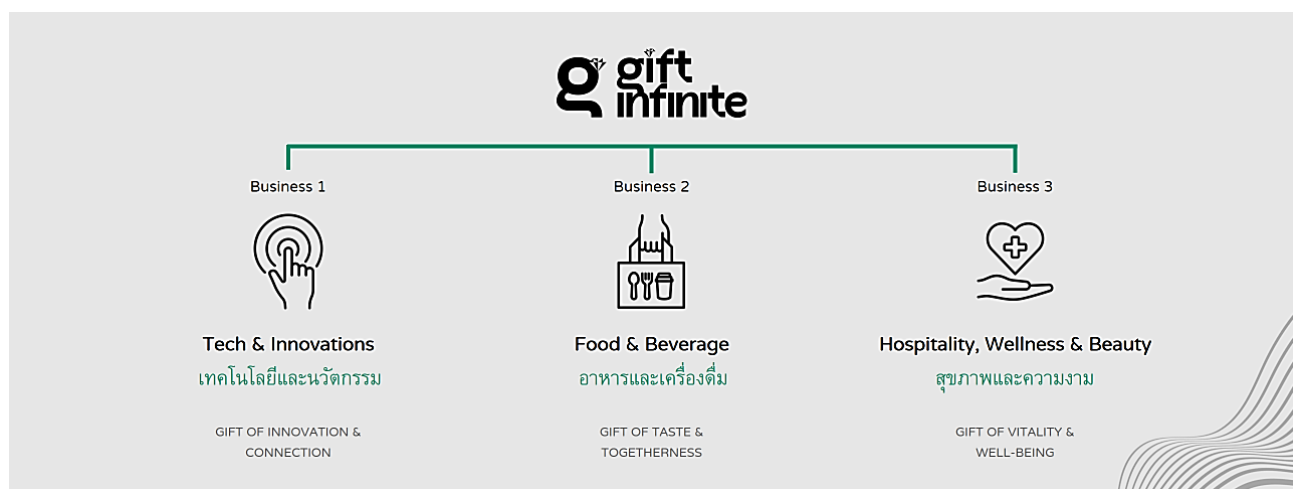 gift
infinite
Business 1
Business 2
Business 3
Tech & Innovations
เทคโนโลยีและนวัตกรรม
GIFT OF INNOVATION &
CONNECTION
Food & Beverage
อาหารและเครื่องดื่ม
GIFT OF TASTE &
TOGETHERNESS
Hospitality, Wellness & Beauty
สุขภาพและความงาม
GIFT OF VITALITY &
WELL-BEING